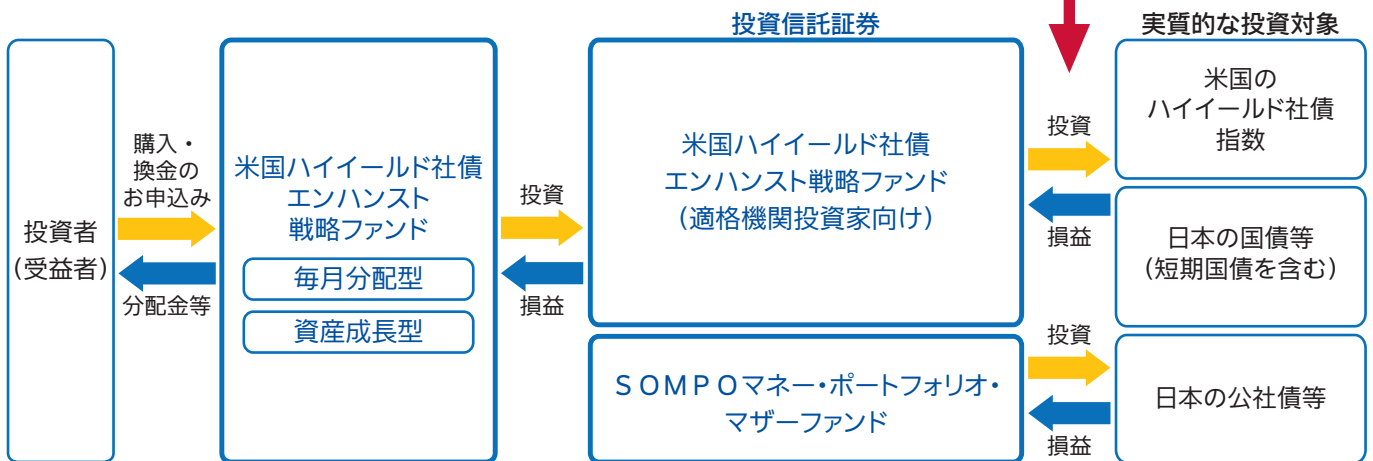 投資信託証券
実質的な投資対象
投資者
(受益者)
購入・
換金の
お申込み
分配金等
米国ハイイールド社債
エンハンスト
戦略ファンド
毎月分配型
資産成長型
投資
損益
米国ハイイールド社債
エンハンスト戦略ファンド
(適格機関投資家向け)
ＳＯＭＰＯマネー・ポートフォリオ・
マザーファンド
投資
損益
投資
損益
米国の
ハイイールド社債
指数
日本の国債等
(短期国債を含む)
日本の公社債等